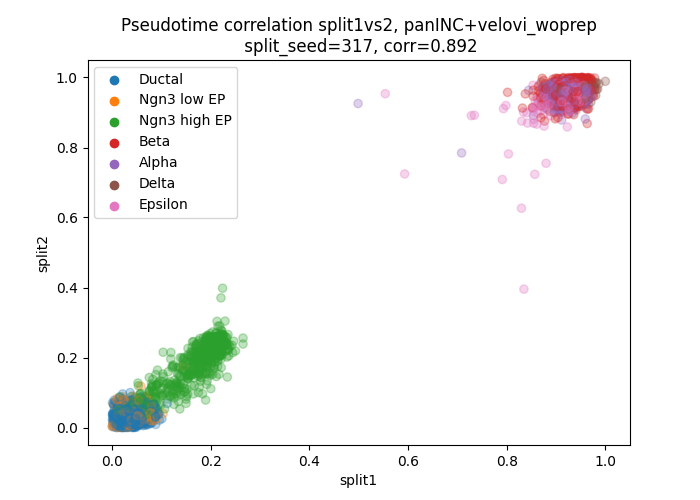 Pseudotime correlation split1vs2, panINC+velovi_woprep
split_seed=317, corr=0.892
Ductal
Ngn3 low EP
Ngn3 high EP
Beta
Alpha
Delta
Epsilon
split2
1.0
0.8
0.6
0.4
0.2
0.0
0.0 0.2 0.4 0.6 0.8 1.0
split1